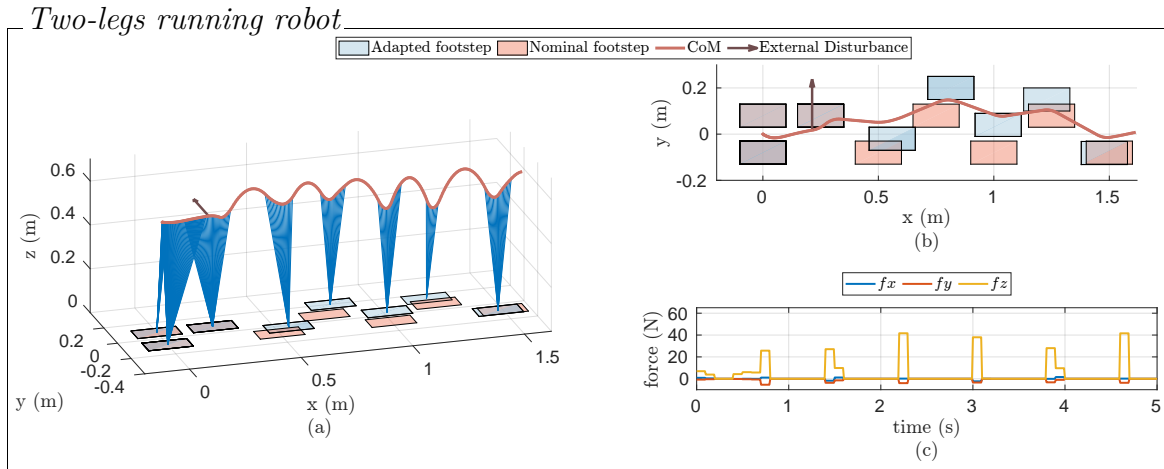 Two-legs running robot
Adapted footstep Nominal footstep CoM External Disturbance
0.6
0.4
0.2
0
z (m)
0.2
0
-0.2
-0.4
y (m)
0
0.5
1
1.5
x (m)
(a)
0.2
0
-0.2
y (m)
0 0.5 1 1.5
x (m)
(b)
fx fy fz
60
40
20
0
force (N)
0 1 2 3 4 5
time (s)
(c)